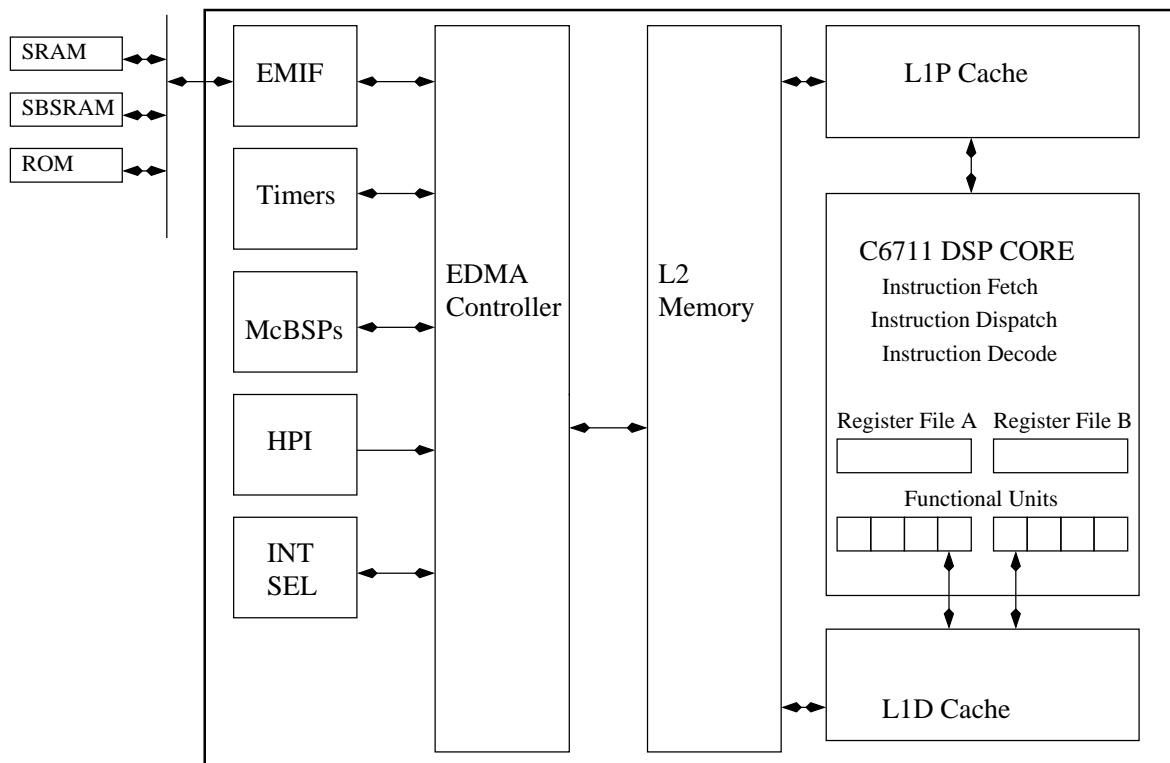 SRAM
SBSRAM
ROM
EMIF
Timers
McBSPs
HPI
INT
SEL
EDMA
Controller
L2
Memory
L1P Cache
C6711 DSP CORE
Instruction Fetch
Instruction Dispatch
Instruction Decode
Register File A
Register File B
Functional Units
L1D Cache